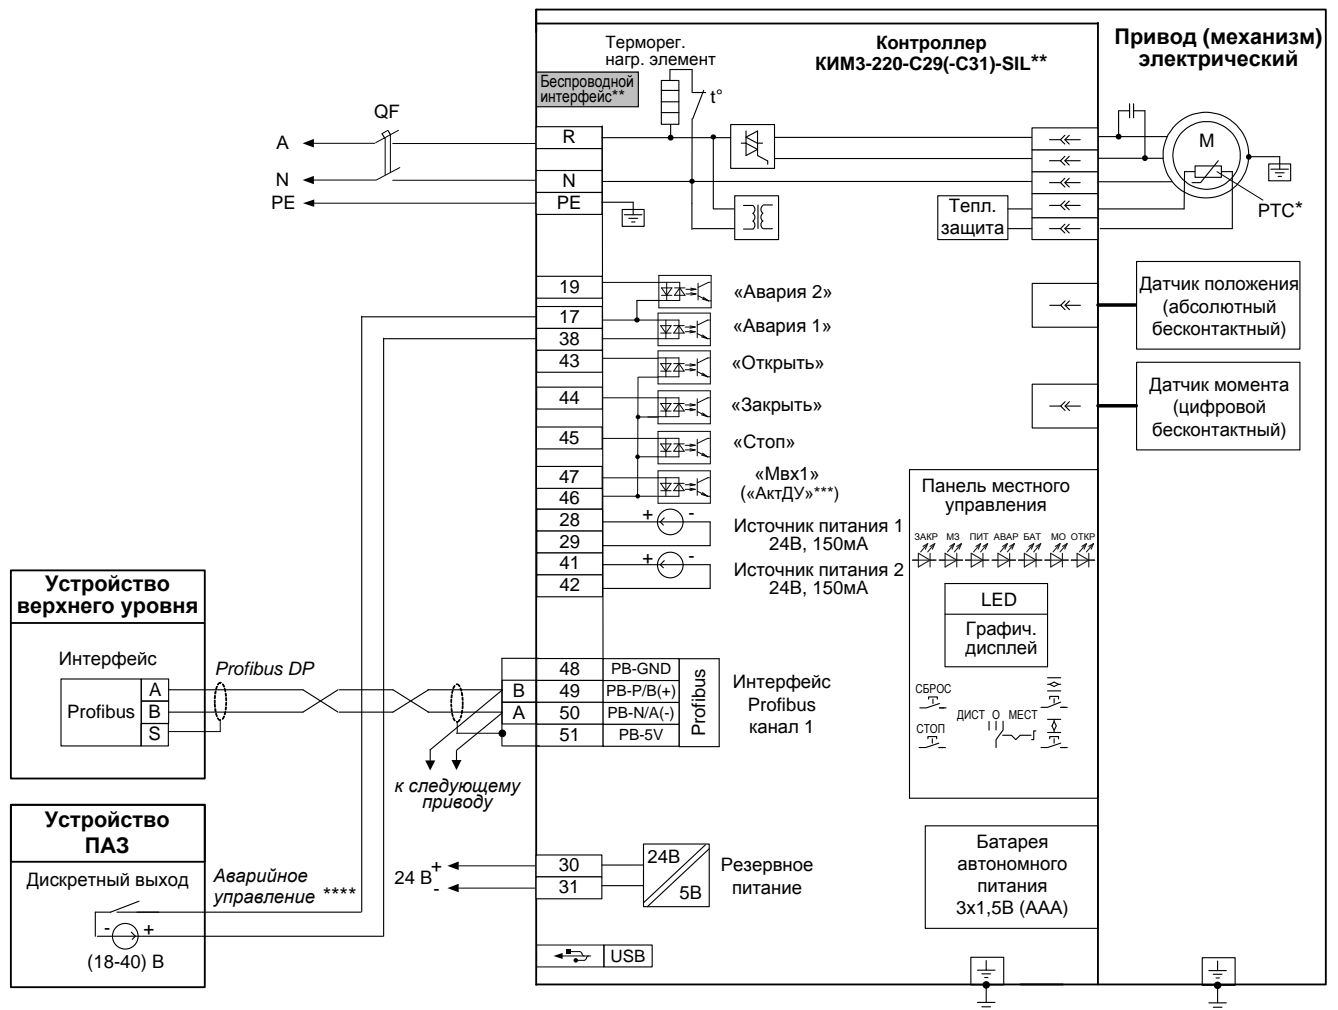 Терморег.
нагр. элемент
Контроллер
КИМ3-220-С29(-С31)-SIL**
Привод (механизм)
электрический
Беспроводной
интерфейс**
t°
QF
A
R
N
N
PE
PE
M
PTC*
Тепл.
защита
19
«Авария 2»
17
«Авария 1»
38
43
«Открыть»
44
«Закрыть»
45
«Стоп»
47
«Мвх1»
46
(«АктДУ»***)
28
+ -
Источник питания 1
29
24В, 150мА
41
+ -
Источник питания 2
42
24В, 150мА
Датчик положения
(абсолютный
бесконтактный)
Датчик момента
(цифровой
бесконтактный)
Панель местного
управления
ЗАКР МЗ ПИТ АВАР БАТ МО ОТКР
LED
Графич.
дисплей
СБРОС
СТОП
ДИСТ О МЕСТ
Устройство
верхнего уровня
Интерфейс
Profibus
A
B
S
Profibus DP
B
A
48 PB-GND
49 PB-P/B(+)
50 PB-N/A(-)
51 PB-5V
Profibus
Интерфейс
Profibus
канал 1
к следующему
приводу
Устройство
ПАЗ
Дискретный выход
- +
(18-40) В
Аварийное
управление ****
24 В
+
-
30
31
24В
5В
Резервное
питание
Батарея
автономного
питания
3х1,5В (ААА)
USB